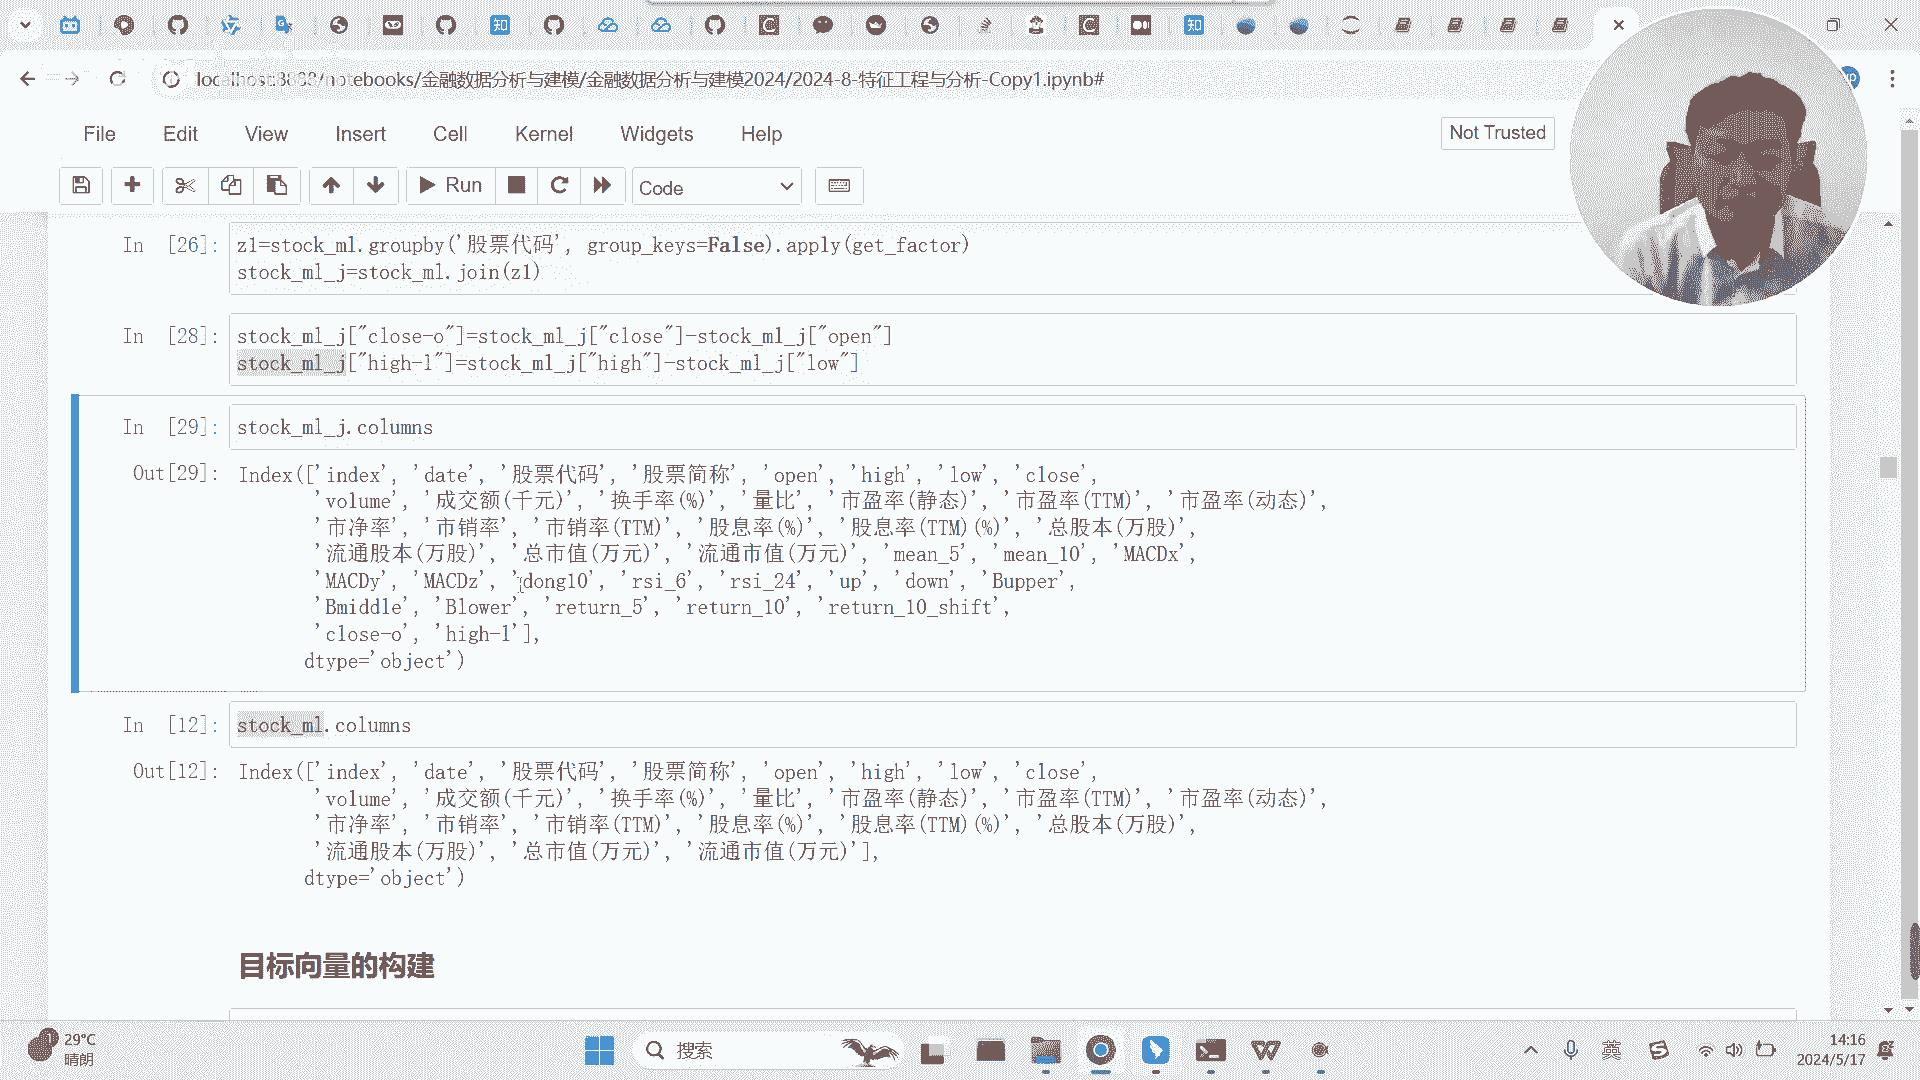 localhost:8888/notebooks/金融数据分析与建模/金融数据分析与建模2024/2024-8-特征工程与分析-Copy1.ipynb#
File Edit View Insert Cell Kernel Widgets Help
Not Trusted
Run
Code
In [26]:
z1=stock_ml.groupby('股票代码', group_keys=False).apply(get_factor)
stock_ml_j=stock_ml.join(z1)
In [28]:
stock_ml_j["close-o"]=stock_ml_j["close"]-stock_ml_j["open"]
stock_ml_j["high-l"]=stock_ml_j["high"]-stock_ml_j["low"]
In [29]:
stock_ml_j.columns
Out[29]:
Index(['index', 'date', '股票代码', '股票简称', 'open', 'high', 'low', 'close',
'volume', '成交额(千元)', '换手率(%)', '量比', '市盈率(静态)', '市盈率(TTM)', '市盈率(动态)',
'市净率', '市销率', '市销率(TTM)', '股息率(%)', '股息率(TTM)(%)', '总股本(万股)',
'流通股本(万股)', '总市值(万元)', '流通市值(万元)', 'mean_5', 'mean_10', 'MACDx',
'MACDy', 'MACDz', 'dong10', 'rsi_6', 'rsi_24', 'up', 'down', 'Bupper',
'Bmiddle', 'Blower', 'return_5', 'return_10', 'return_10_shift',
'close-o', 'high-l'],
dtype='object')
In [12]:
stock_ml.columns
Out[12]:
Index(['index', 'date', '股票代码', '股票简称', 'open', 'high', 'low', 'close',
'volume', '成交额(千元)', '换手率(%)', '量比', '市盈率(静态)', '市盈率(TTM)', '市盈率(动态)',
'市净率', '市销率', '市销率(TTM)', '股息率(%)', '股息率(TTM)(%)', '总股本(万股)',
'流通股本(万股)', '总市值(万元)', '流通市值(万元)'],
dtype='object')
目标向量的构建
29°C
晴朗
搜索
英
14:16
2024/5/17